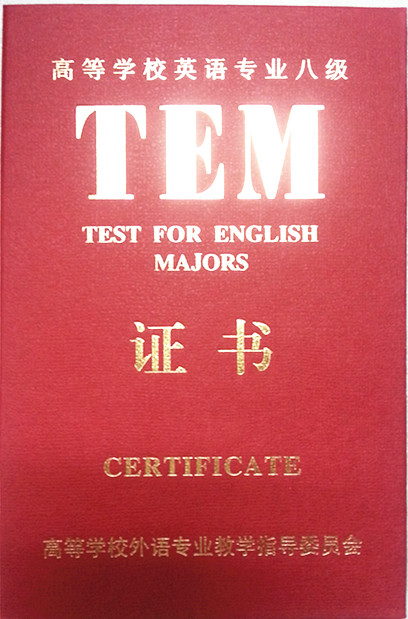 高等学校英语专业八级
TEM
TEST FOR ENGLISH
MAJORS
证书
CERTIFICATE
高等学校外语专业教学指导委员会